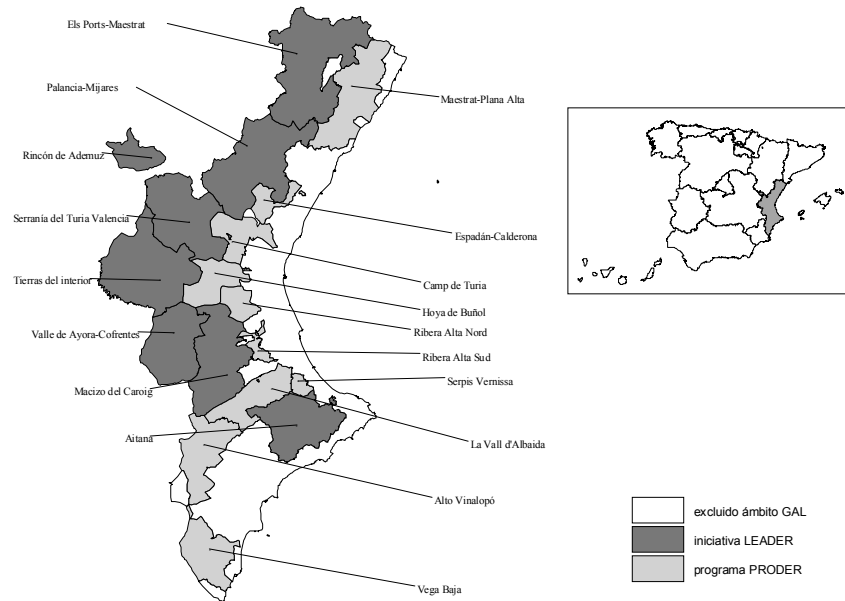 Els Ports-Maestrat
Palancia-Mijares
Maestrat-Plana Alta
Rincón de Ademuz
Serranía del Turia Valencia
Espadán-Calderona
Camp de Turia
Tierras del interior
Hoya de Buñol
Valle de Ayora-Cofrentes
Ribera Alta Nord
Ribera Alta Sud
Macizo del Caroig
Serpis Vernissa
Aitana
La Vall d'Albaida
Alto Vinalopó
Vega Baja
excluido ámbito GAL
iniciativa LEADER
programa PRODER